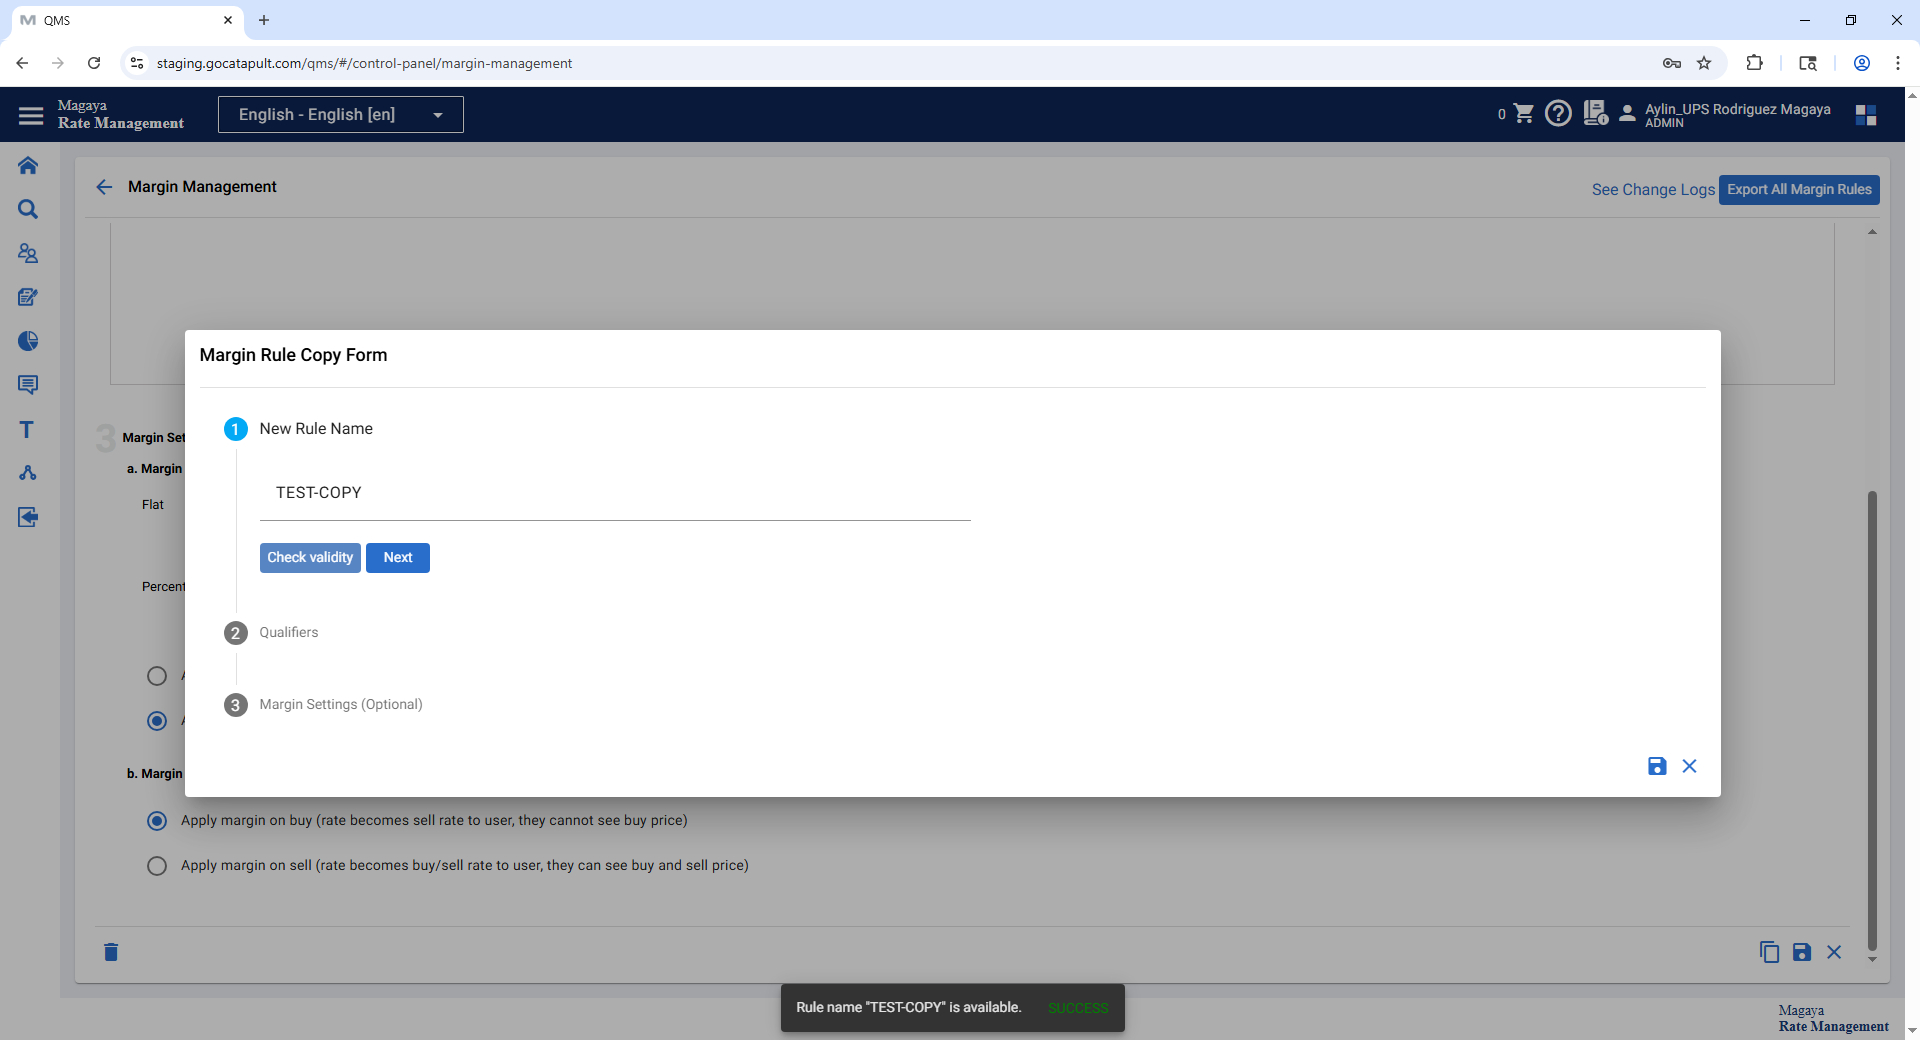 QMS
staging.gocatapult.com/qms/#/control-panel/margin-management
Magaya
Rate Management
English - English [en]
0
Aylin_UPS Rodriguez Magaya
ADMIN
Margin Management
See Change Logs
Export All Margin Rules
Margin Rule Copy Form
1 New Rule Name
TEST-COPY
Check validity
Next
2 Qualifiers
3 Margin Settings (Optional)
3 Margin Set
a. Margin
Flat
Percent
b. Margin
Apply margin on buy (rate becomes sell rate to user, they cannot see buy price)
Apply margin on sell (rate becomes buy/sell rate to user, they can see buy and sell price)
Rule name "TEST-COPY" is available.
SUCCESS
Magaya
Rate Management